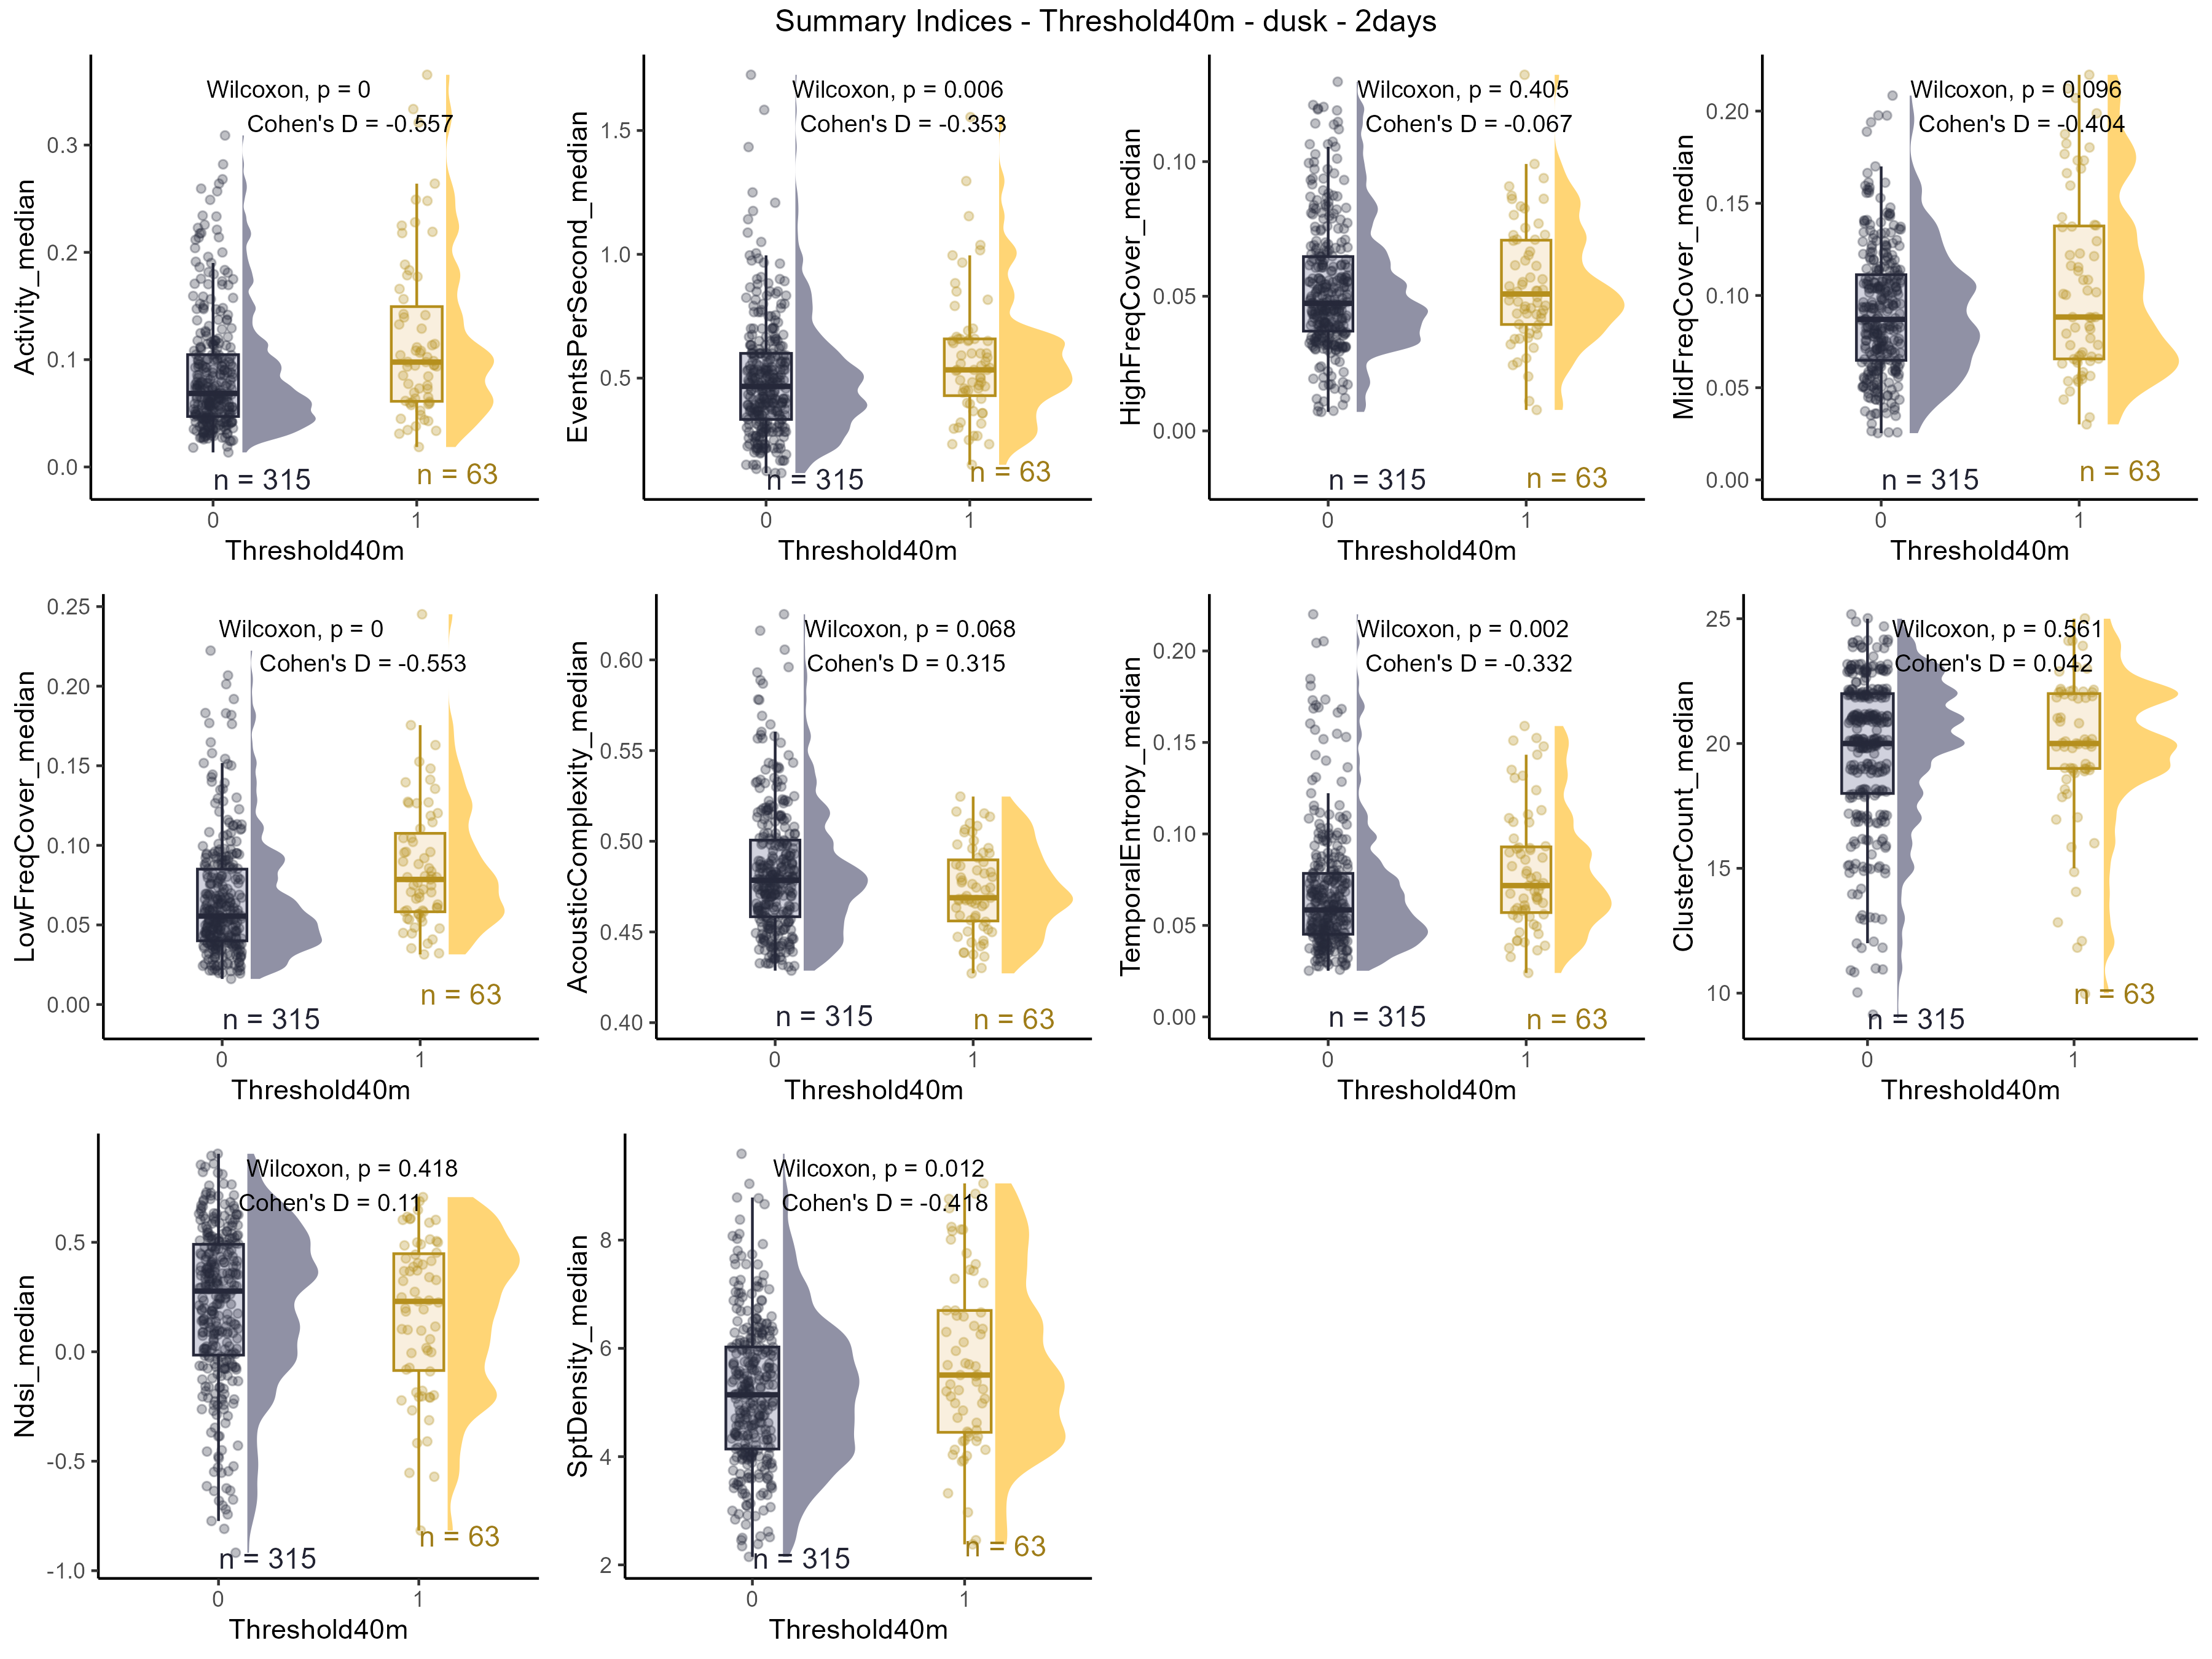 Summary Indices - Threshold40m - dusk - 2days
Activity_median
Wilcoxon, p = 0
Cohen's D = -0.557
0.3
0.2
0.1
0.0
n = 315
n = 63
0
1
Threshold40m
EventsPerSecond_median
Wilcoxon, p = 0.006
Cohen's D = -0.353
1.5
1.0
0.5
n = 315
n = 63
0
1
Threshold40m
HighFreqCover_median
Wilcoxon, p = 0.405
Cohen's D = -0.067
0.10
0.05
0.00
n = 315
n = 63
0
1
Threshold40m
MidFreqCover_median
Wilcoxon, p = 0.096
Cohen's D = -0.404
0.20
0.15
0.10
0.05
0.00
n = 315
n = 63
0
1
Threshold40m
LowFreqCover_median
Wilcoxon, p = 0
Cohen's D = -0.553
0.25
0.20
0.15
0.10
0.05
0.00
n = 315
n = 63
0
1
Threshold40m
AcousticComplexity_median
Wilcoxon, p = 0.068
Cohen's D = 0.315
0.60
0.55
0.50
0.45
0.40
n = 315
n = 63
0
1
Threshold40m
TemporalEntropy_median
Wilcoxon, p = 0.002
Cohen's D = -0.332
0.20
0.15
0.10
0.05
0.00
n = 315
n = 63
0
1
Threshold40m
ClusterCount_median
Wilcoxon, p = 0.561
Cohen's D = 0.042
25
20
15
10
n = 315
n = 63
0
1
Threshold40m
Ndsi_median
Wilcoxon, p = 0.418
Cohen's D = 0.11
0.5
0.0
-0.5
-1.0
n = 315
n = 63
0
1
Threshold40m
SptDensity_median
Wilcoxon, p = 0.012
Cohen's D = -0.418
8
6
4
2
n = 315
n = 63
0
1
Threshold40m